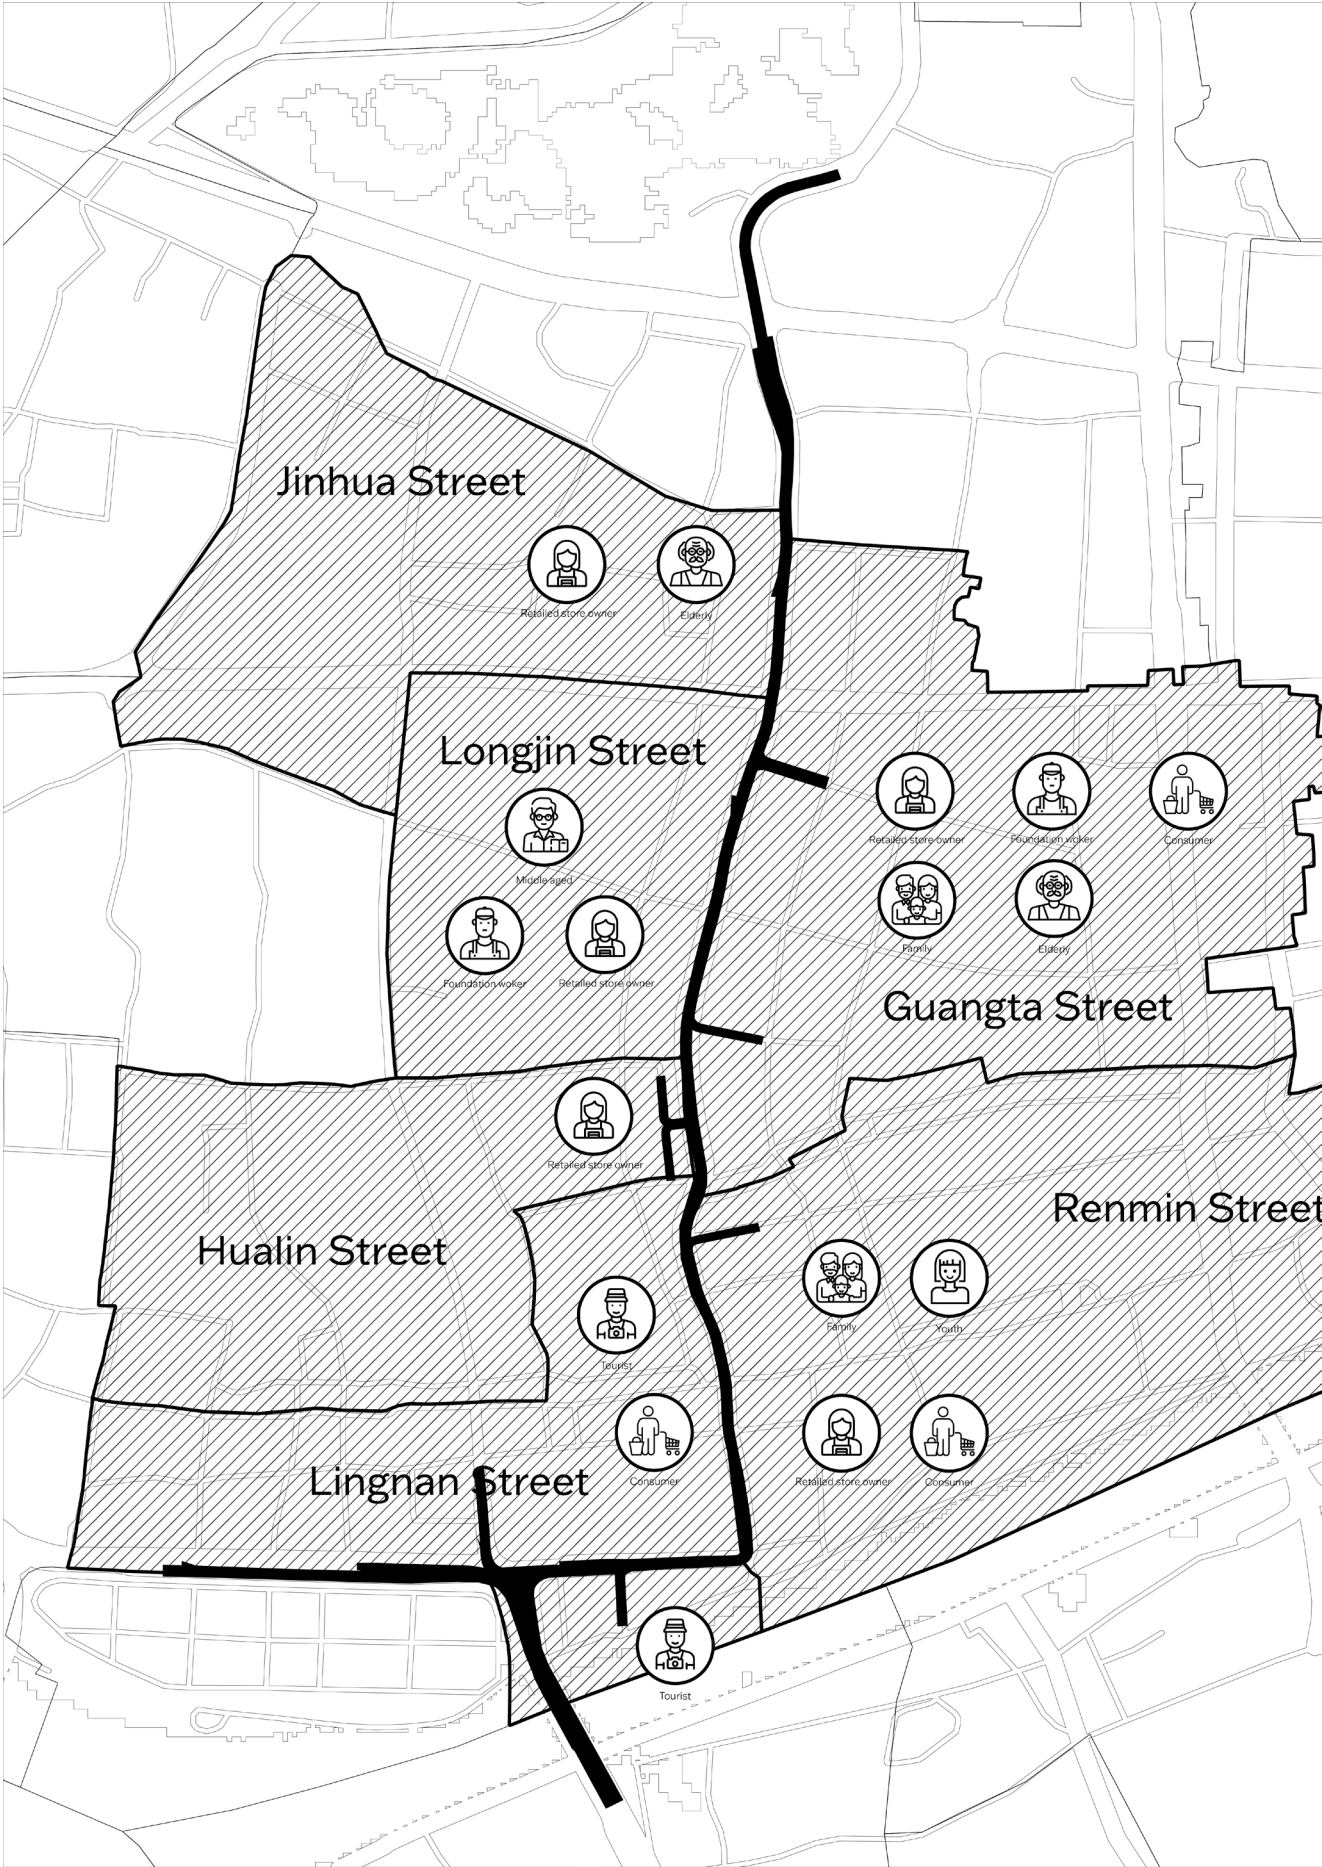 Jinhua Street
Retailed store owner
Elderly
Longjin Street
Middle aged
Foundation woker
Retailed store owner
Retailed store owner
Foundation woker
Consumer
Family
Elderly
Guangta Street
Retailed store owner
Hualin Street
Renmin Street
Tourist
Family
Youth
Lingnan Street
Consumer
Retailed store owner
Consumer
Tourist